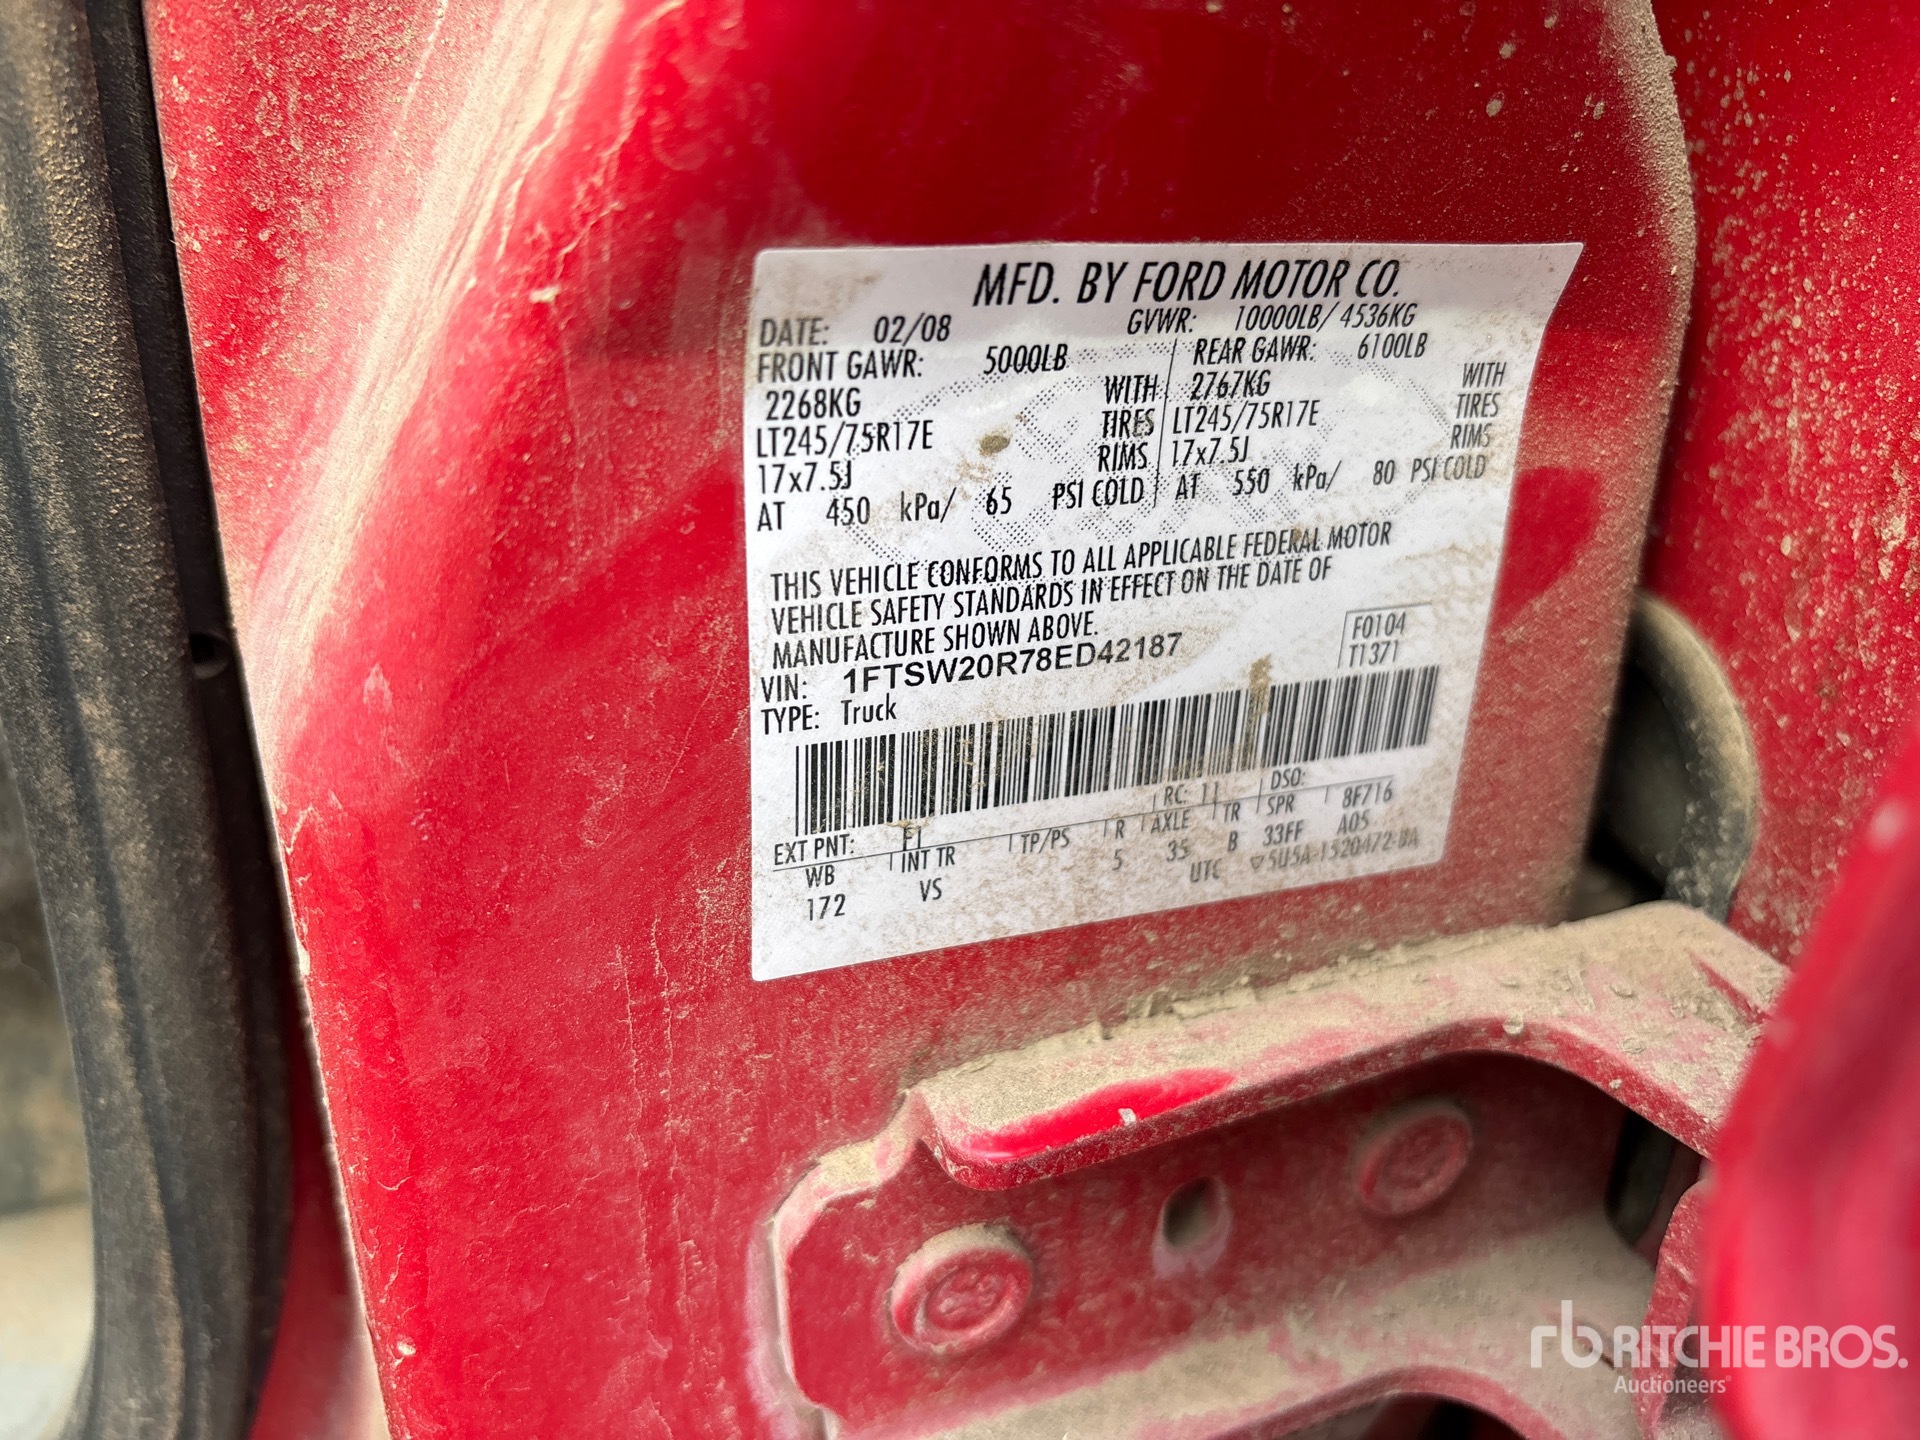 MFD. BY FORD MOTOR CO.
DATE: 02/08 GVWR: 10000LB/ 4536KG
FRONT GAWR: 5000LB REAR GAWR: 6100LB
2268KG WITH 2767KG WITH
LT245/75R17E TIRES LT245/75R17E TIRES
17x7.5J RIMS 17x7.5J RIMS
AT 450 kPa/ 65 PSI COLD AT 550 kPa/ 80 PSI COLD
THIS VEHICLE CONFORMS TO ALL APPLICABLE FEDERAL MOTOR
VEHICLE SAFETY STANDARDS IN EFFECT ON THE DATE OF
MANUFACTURE SHOWN ABOVE.
F0104
VIN: 1FTSW20R78ED42187
T1371
TYPE: Truck
EXT PNT: F1 RC: 11 DSO:
WB INT TR TP/PS R AXLE TR SPR 8F716
172 VS 5 35 B 33FF A05
UTC ▽5U5A-1520472-BA
rb RITCHIE BROS.
Auctioneers